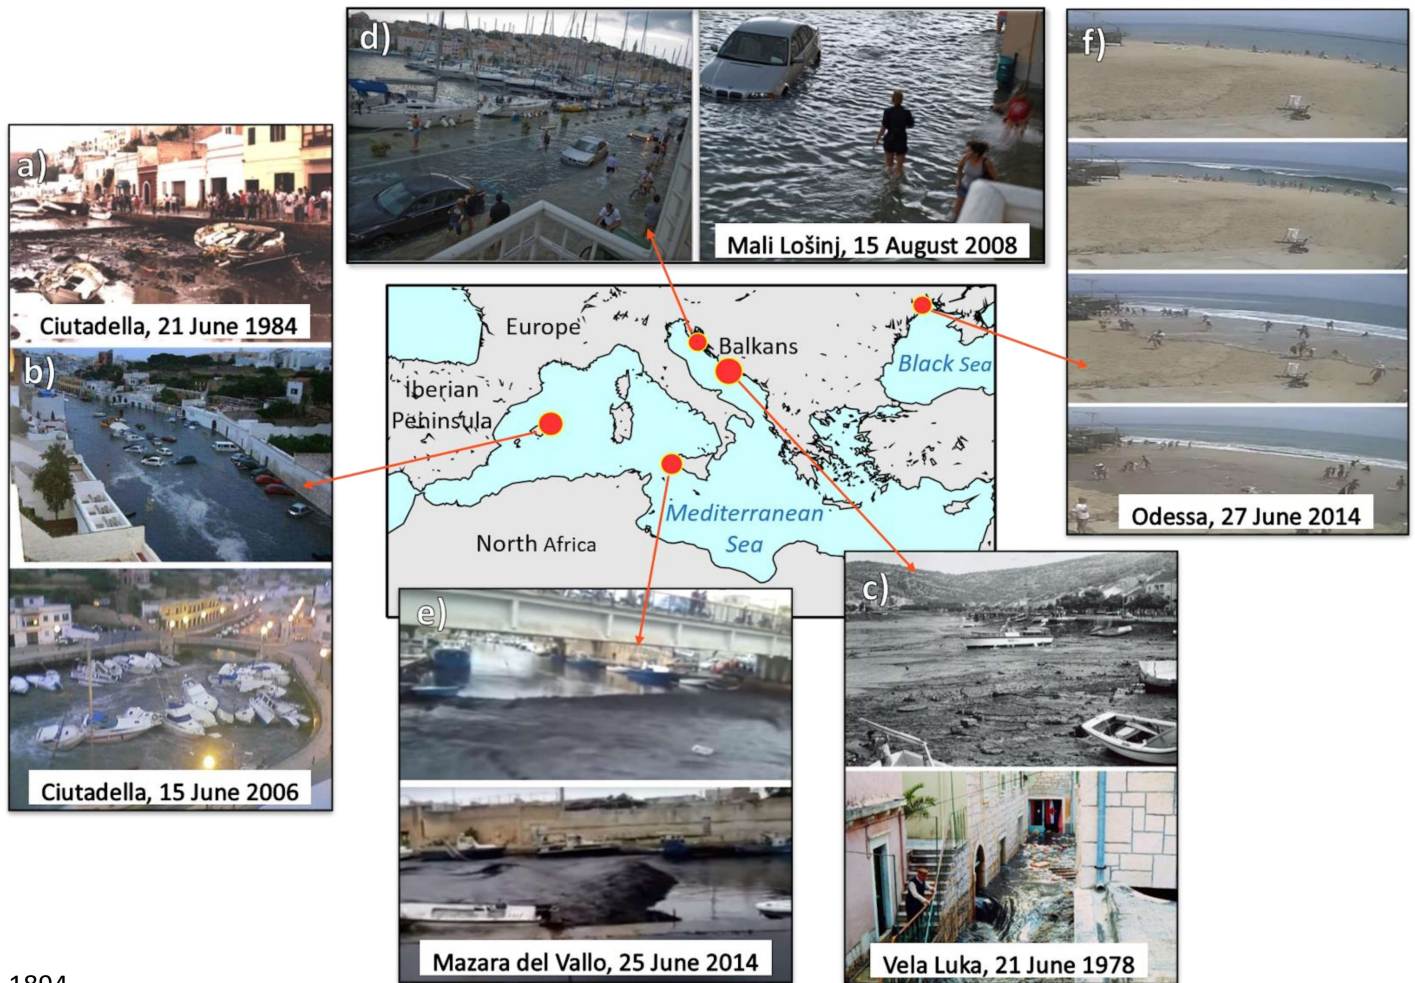 a)
Ciutadella, 21 June 1984
b)
Ciutadella, 15 June 2006
d)
Mali Lošinj, 15 August 2008
f)
Odessa, 27 June 2014
Europe
Balkans
Black Sea
Iberian
Peninsula
Mediterranean
Sea
North Africa
e)
Mazara del Vallo, 25 June 2014
c)
Vela Luka, 21 June 1978
1894